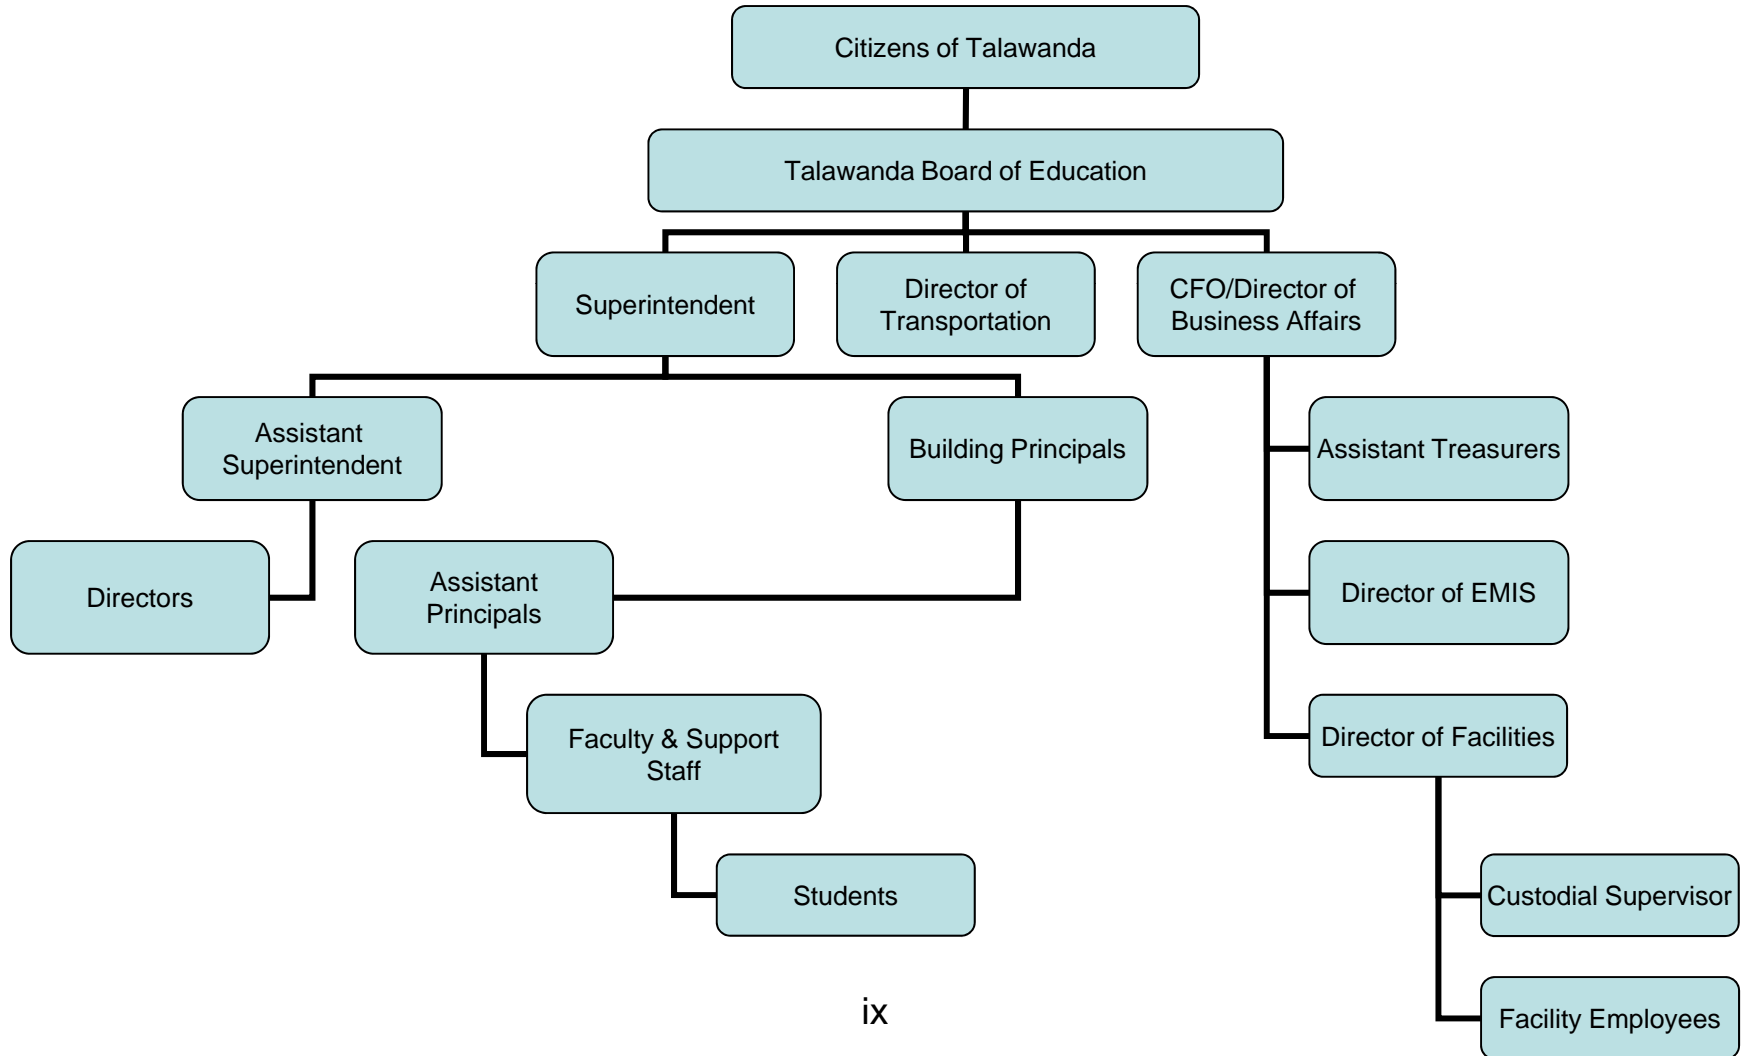 Citizens of Talawanda
Talawanda Board of Education
Superintendent
Director of
Transportation
CFO/Director of
Business Affairs
Assistant
Superintendent
Building Principals
Assistant Treasurers
Directors
Assistant
Principals
Director of EMIS
Faculty & Support
Staff
Director of Facilities
Students
Custodial Supervisor
Facility Employees
ix